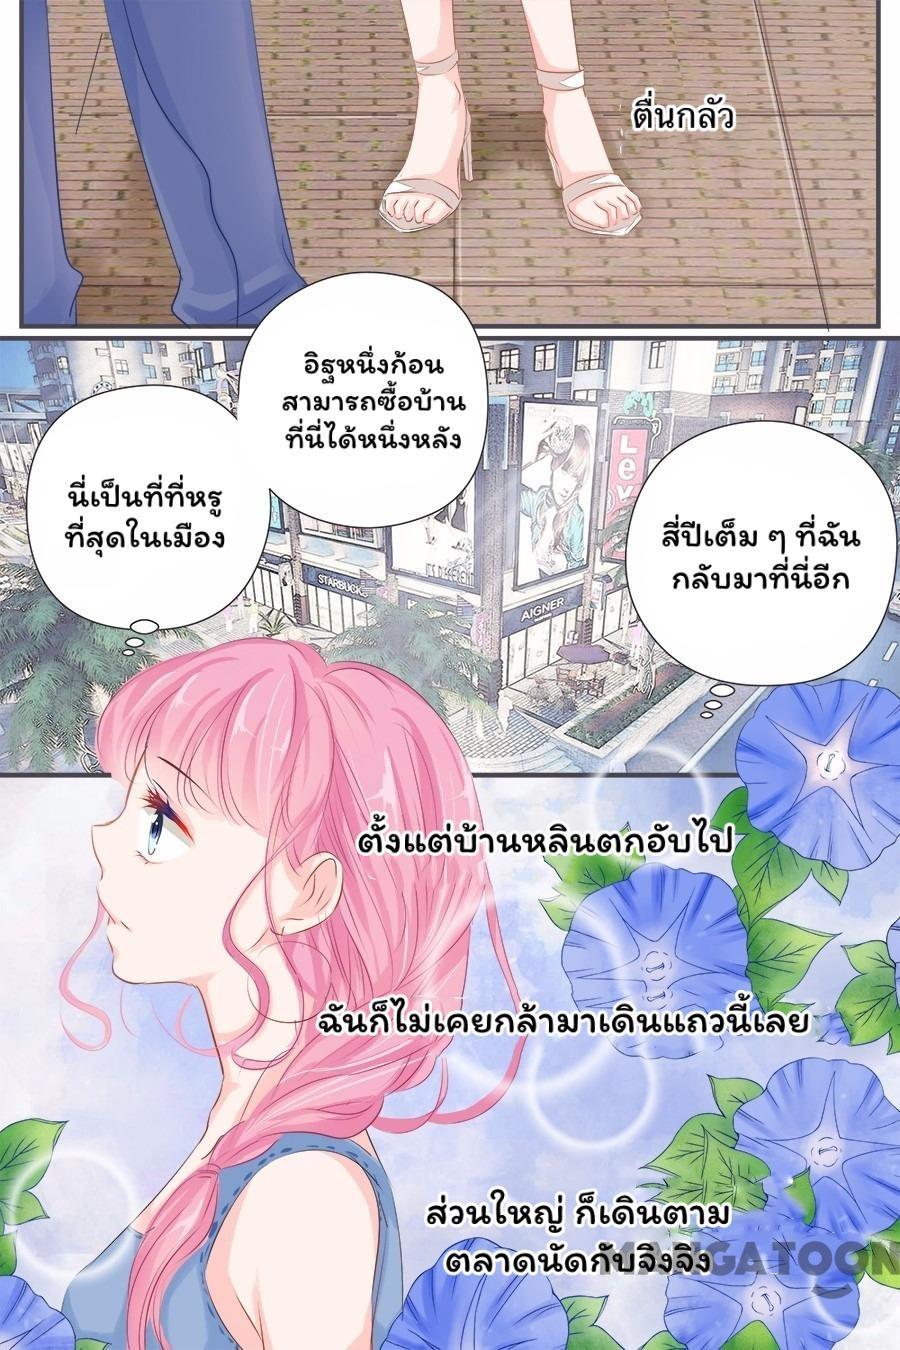 ตื่นกลัว
อิฐหนึ่งก้อน
สามารถซื้อบ้าน
ที่นี่ได้หนึ่งหลัง
นี่เป็นที่ที่หรู
ที่สุดในเมือง
สี่ปีเต็ม ๆ ที่ฉัน
กลับมาที่นี่อีก
STARBUCKS
AIGNER
Lev
ตั้งแต่บ้านหลินตกอับไป
ฉันก็ไม่เคยกล้ามาเดินแถวนี้เลย
ส่วนใหญ่ ก็เดินตาม
ตลาดนัดกับจิงจิง
MANGATOON